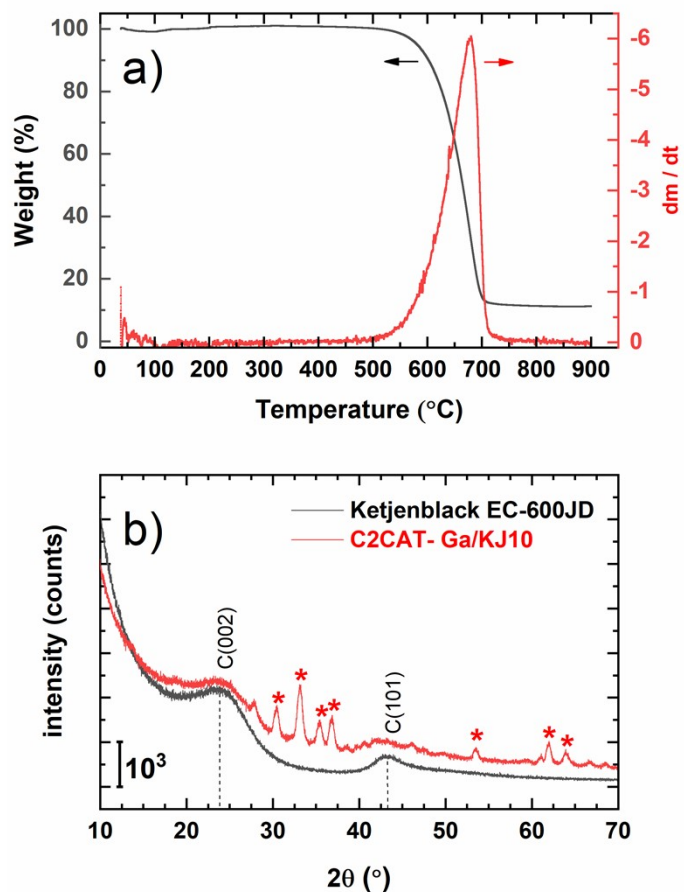 a)
Weight (%)
100
80
60
40
20
0
-6
-5
-4
-3
-2
-1
0
dm / dt
0 100 200 300 400 500 600 700 800 900
Temperature (°C)
b)
Ketjenblack EC-600JD
C2CAT- Ga/KJ10
intensity (counts)
C(002)
C(101)
* * * * * * *
10³
10 20 30 40 50 60 70
2θ (°)